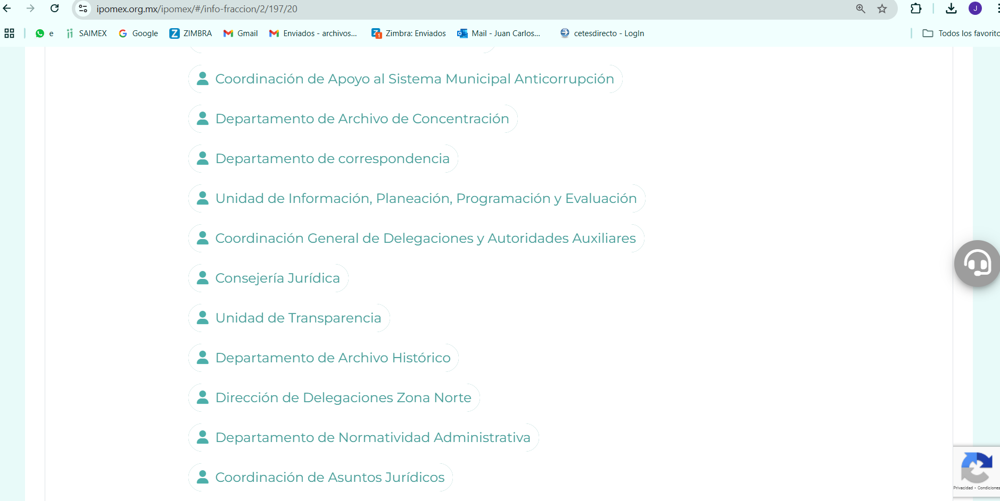 ipomex.org.mx/ipomex/#/info-fraccion/2/197/20
J
e SAIMEX Google ZIMBRA Gmail Enviados - archivos... Zimbra: Enviados Mail - Juan Carlos... cetesdirecto - LogIn Todos los favorito
Coordinación de Apoyo al Sistema Municipal Anticorrupción
Departamento de Archivo de Concentración
Departamento de correspondencia
Unidad de Información, Planeación, Programación y Evaluación
Coordinación General de Delegaciones y Autoridades Auxiliares
Consejería Jurídica
Unidad de Transparencia
Departamento de Archivo Histórico
Dirección de Delegaciones Zona Norte
Departamento de Normatividad Administrativa
Coordinación de Asuntos Jurídicos
Privacidad - Condiciones